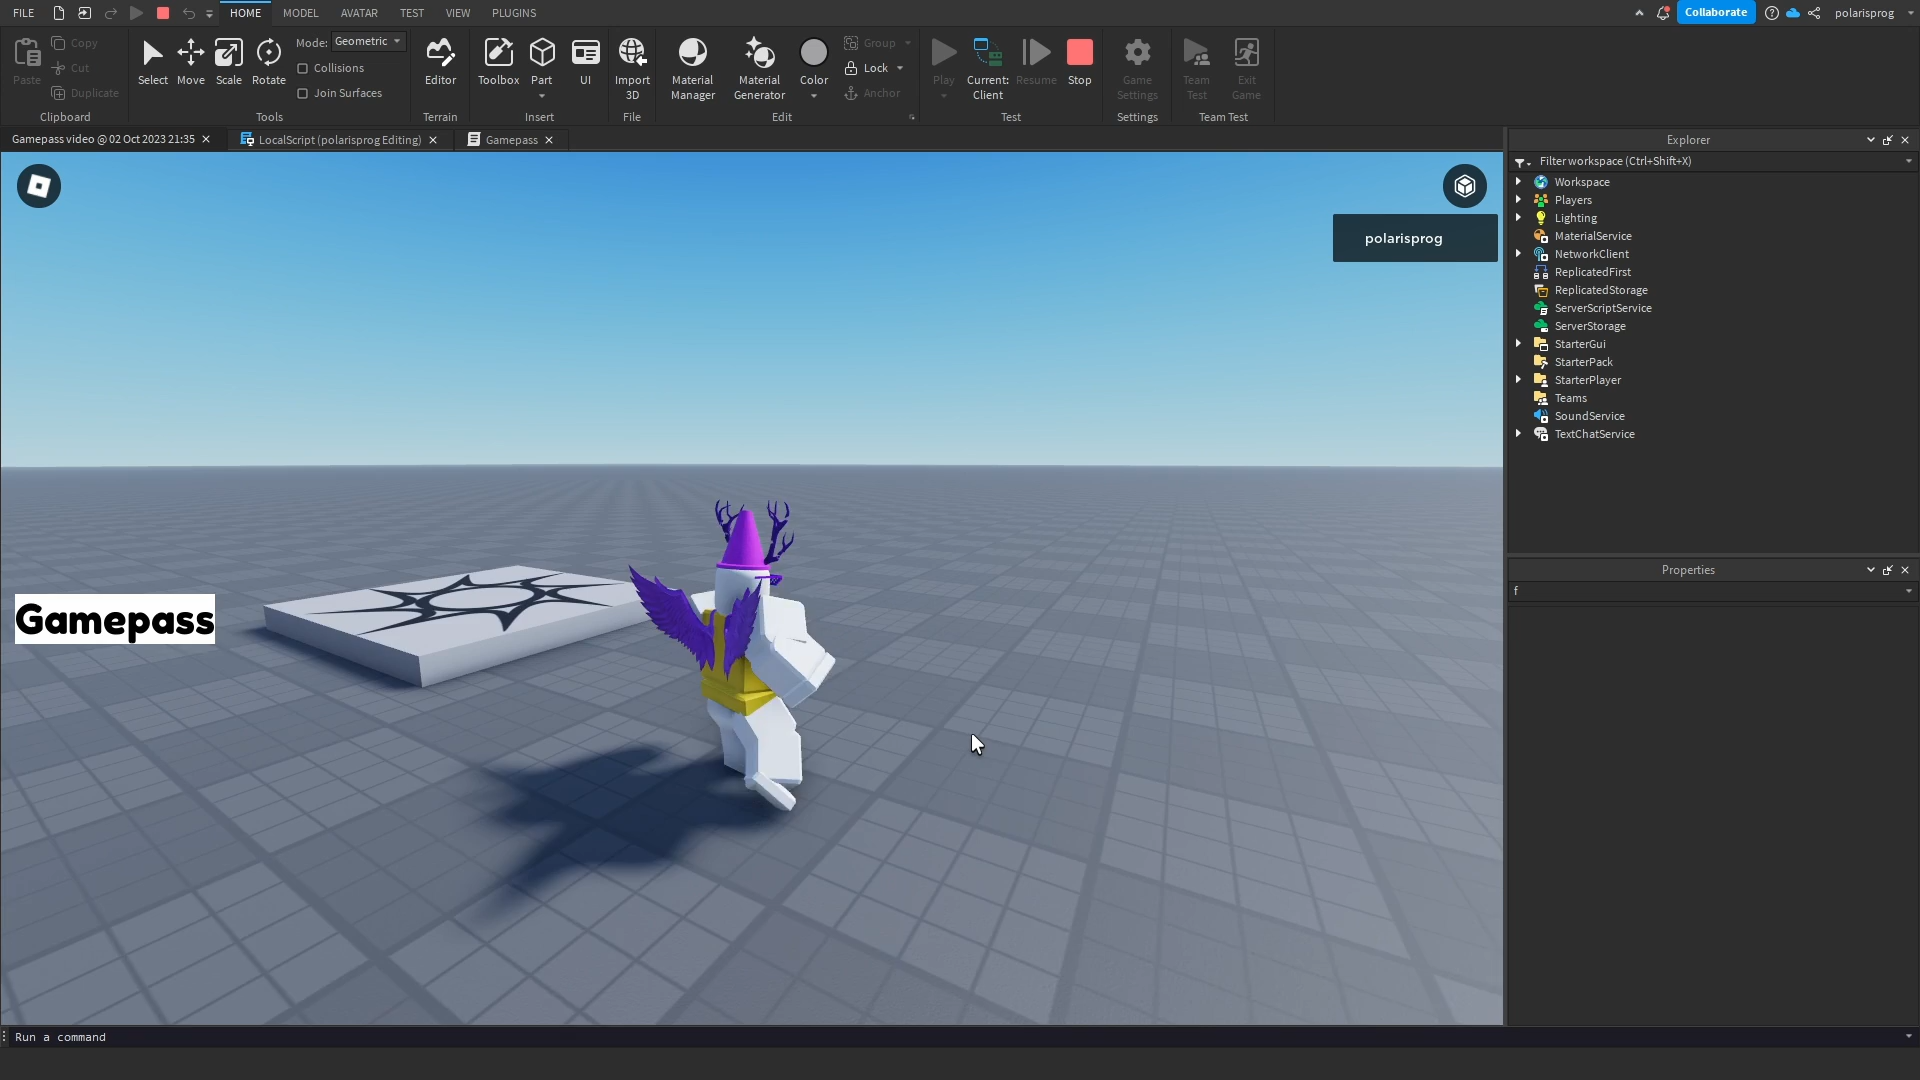 FILE
HOME
MODEL
AVATAR
TEST
VIEW
PLUGINS
Collaborate
polarisprog
Paste
Copy
Cut
Duplicate
Clipboard
Select
Move
Scale
Rotate
Mode:
Geometric
Collisions
Join Surfaces
Tools
Editor
Terrain
Toolbox
Part
UI
Insert
Import
3D
File
Material
Manager
Material
Generator
Color
Group
Lock
Anchor
Edit
Play
Current:
Client
Resume
Stop
Test
Game
Settings
Settings
Team
Test
Exit
Game
Team Test
Gamepass video @ 02 Oct 2023 21:35
LocalScript (polarisprog Editing)
Gamepass
polarisprog
Gamepass
Explorer
Filter workspace (Ctrl+Shift+X)
Workspace
Players
Lighting
MaterialService
NetworkClient
ReplicatedFirst
ReplicatedStorage
ServerScriptService
ServerStorage
StarterGui
StarterPack
StarterPlayer
Teams
SoundService
TextChatService
Properties
f
Run a command